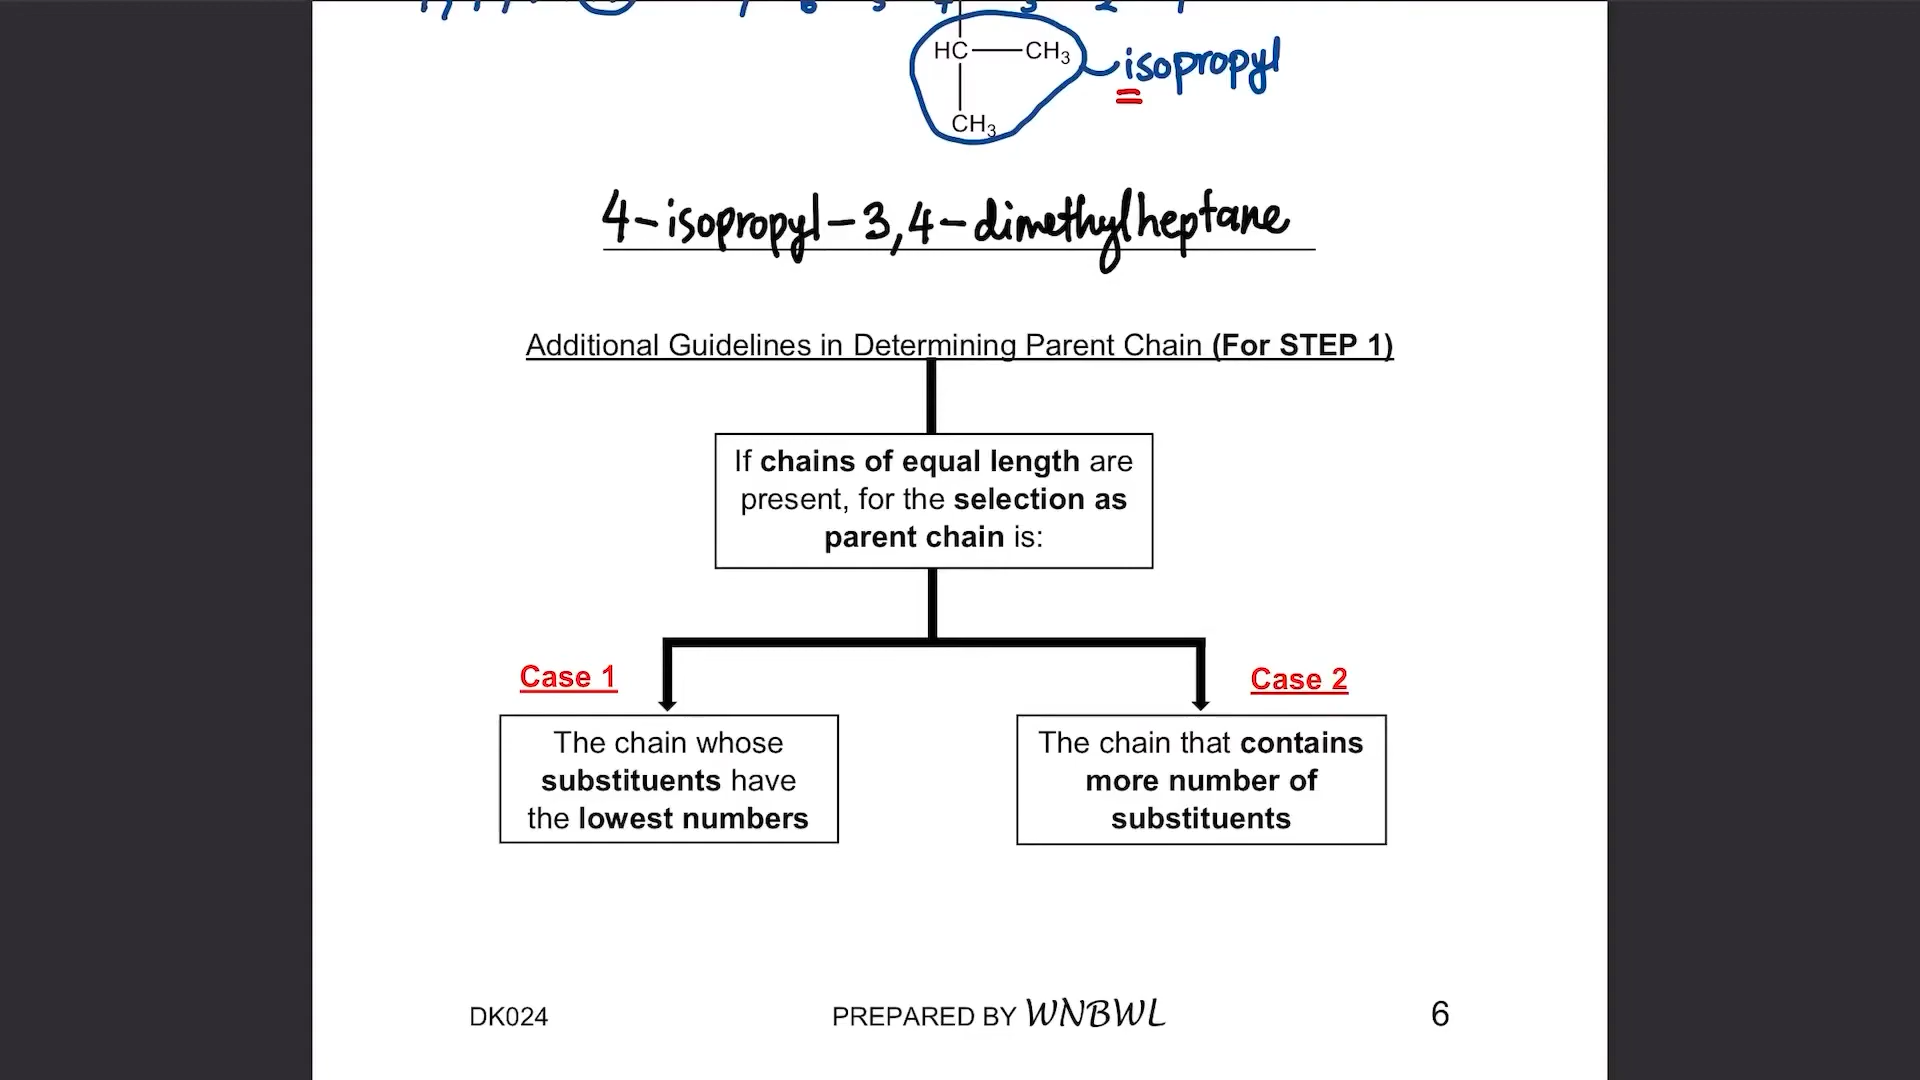 HC CH3
isopropyl
CH3
4-isopropyl-3,4-dimethylheptane
Additional Guidelines in Determining Parent Chain (For STEP 1)
If chains of equal length are
present, for the selection as
parent chain is:
Case 1
Case 2
The chain whose
substituents have
the lowest numbers
The chain that contains
more number of
substituents
DK024
PREPARED BY WNBWL
6